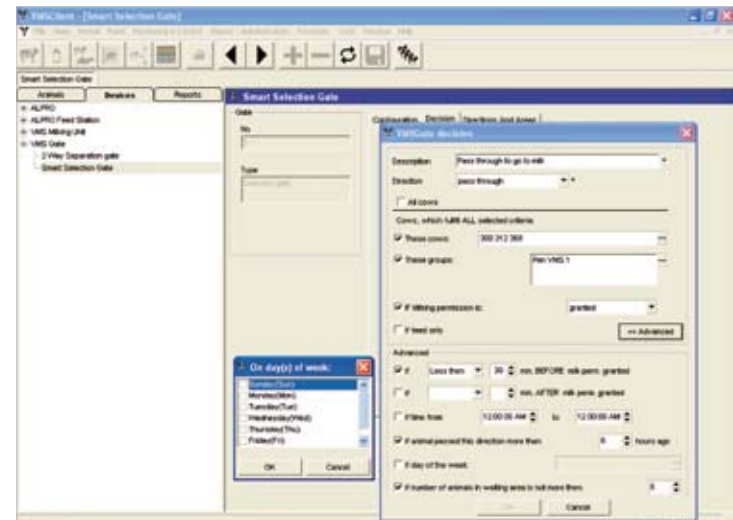 VMSClient - [Smart Selection Gate]
Smart Selection Gate
Animals Devices Reports
ALPRO
ALPRO Feed Station
VMS Milking Unit
VMS Gate
2 Way Separation gate
Smart Selection Gate
Smart Selection Gate
Gate
No
Type
Configuration Decision Directions and Areas
VMSGate decision
Description Pass through to go to milk
Direction pass through
All cows
Cows, which fulfill ALL selected criteria
These cows:
These groups: Pen VMS 1
If Milking permission is: granted
If feed only
<< Advanced
Advanced
If Less then 30 min. BEFORE milk perm. granted
If min. AFTER milk perm. granted
If time from 12:00:00 AM to 12:00:00 AM
If animal passed this direction more then hours ago
If day of the week
If number of animals in waiting area is not more then:
Cancel
On day(s) of week:
Sunday(Sun)
Monday(Mon)
Tuesday(Tue)
Wednesday(Wed)
Thursday(Thu)
Friday(Fri)
OK Cancel